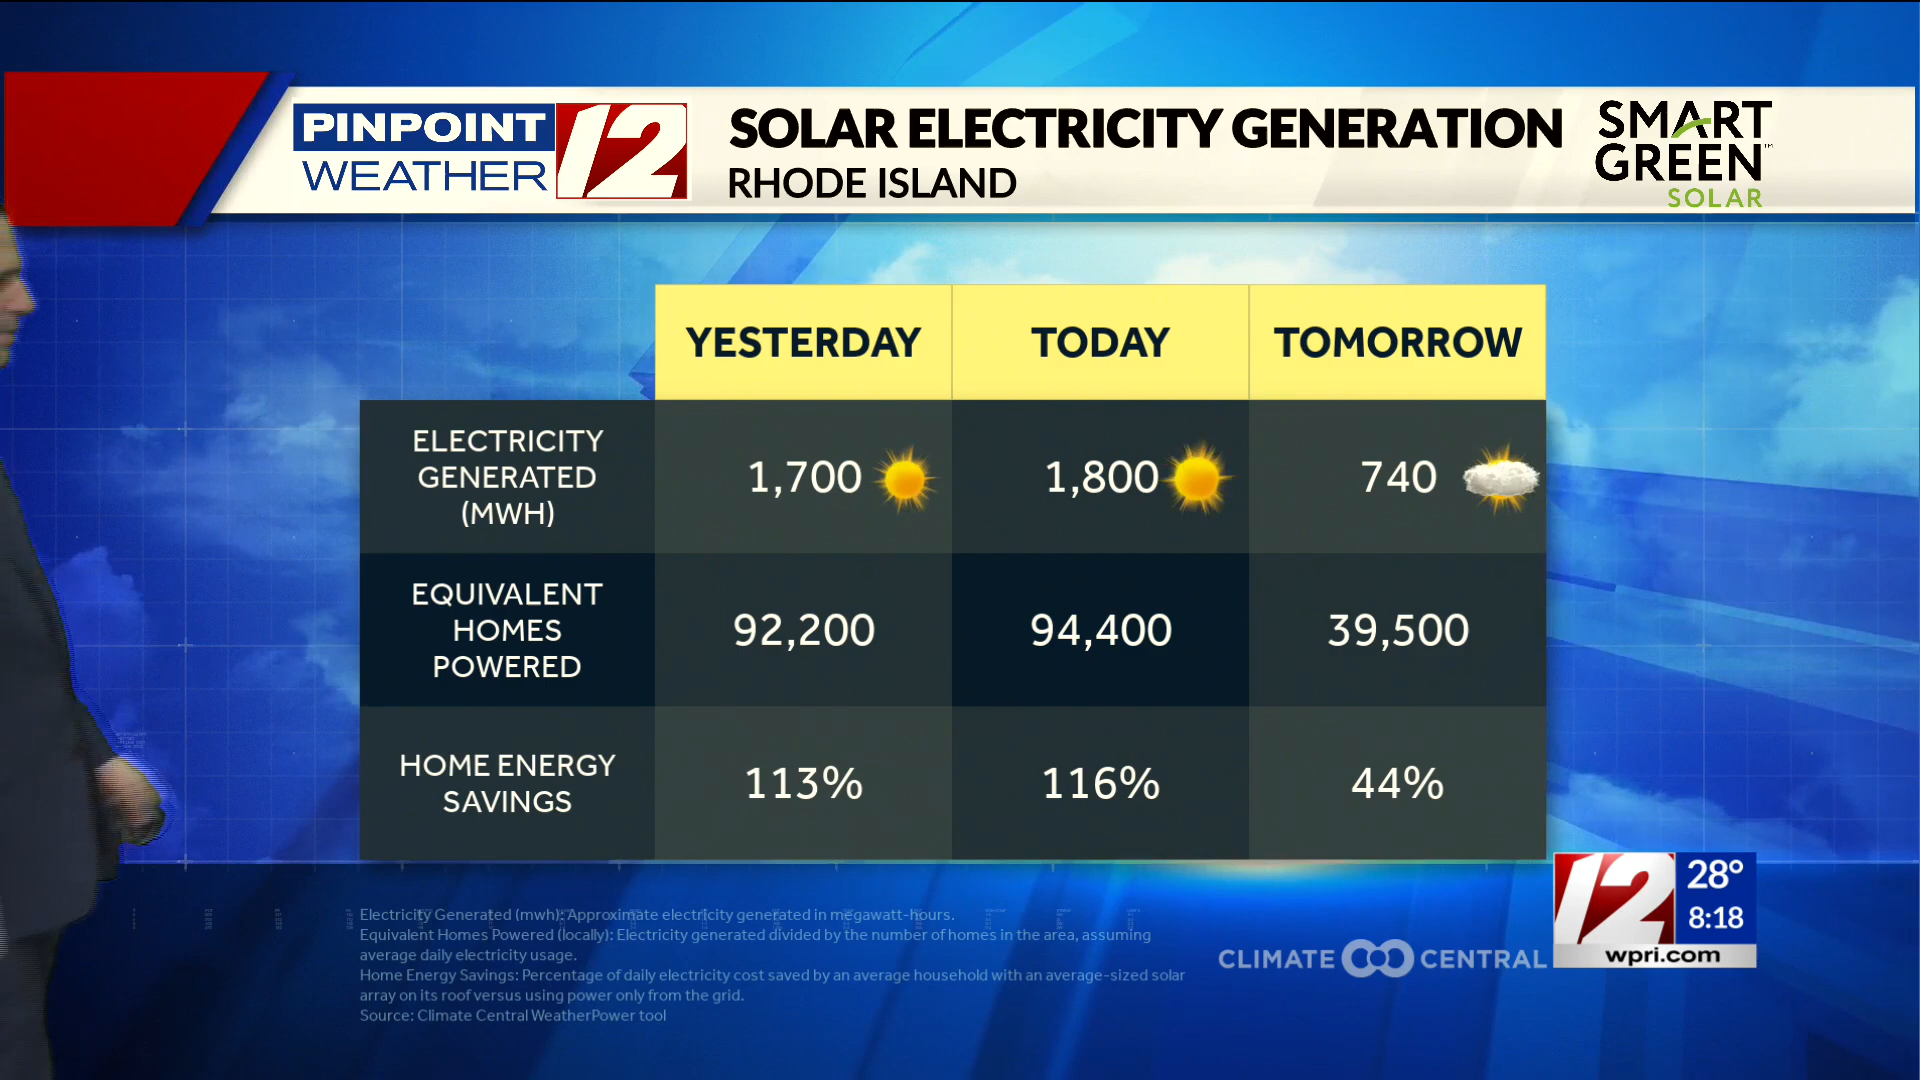 PINPOINT
WEATHER
12
SOLAR ELECTRICITY GENERATION
RHODE ISLAND
SMART
GREEN™
SOLAR
YESTERDAY TODAY TOMORROW
ELECTRICITY
GENERATED
(MWH)
1,700 1,800 740
EQUIVALENT
HOMES
POWERED
92,200 94,400 39,500
HOME ENERGY
SAVINGS
113% 116% 44%
Electricity Generated (mwh): Approximate electricity generated in megawatt-hours.
Equivalent Homes Powered (locally): Electricity generated divided by the number of homes in the area, assuming
average daily electricity usage.
Home Energy Savings: Percentage of daily electricity cost saved by an average household with an average-sized solar
array on its roof versus using power only from the grid.
Source: Climate Central WeatherPower tool
CLIMATE CENTRAL
12
28°
8:18
wpri.com